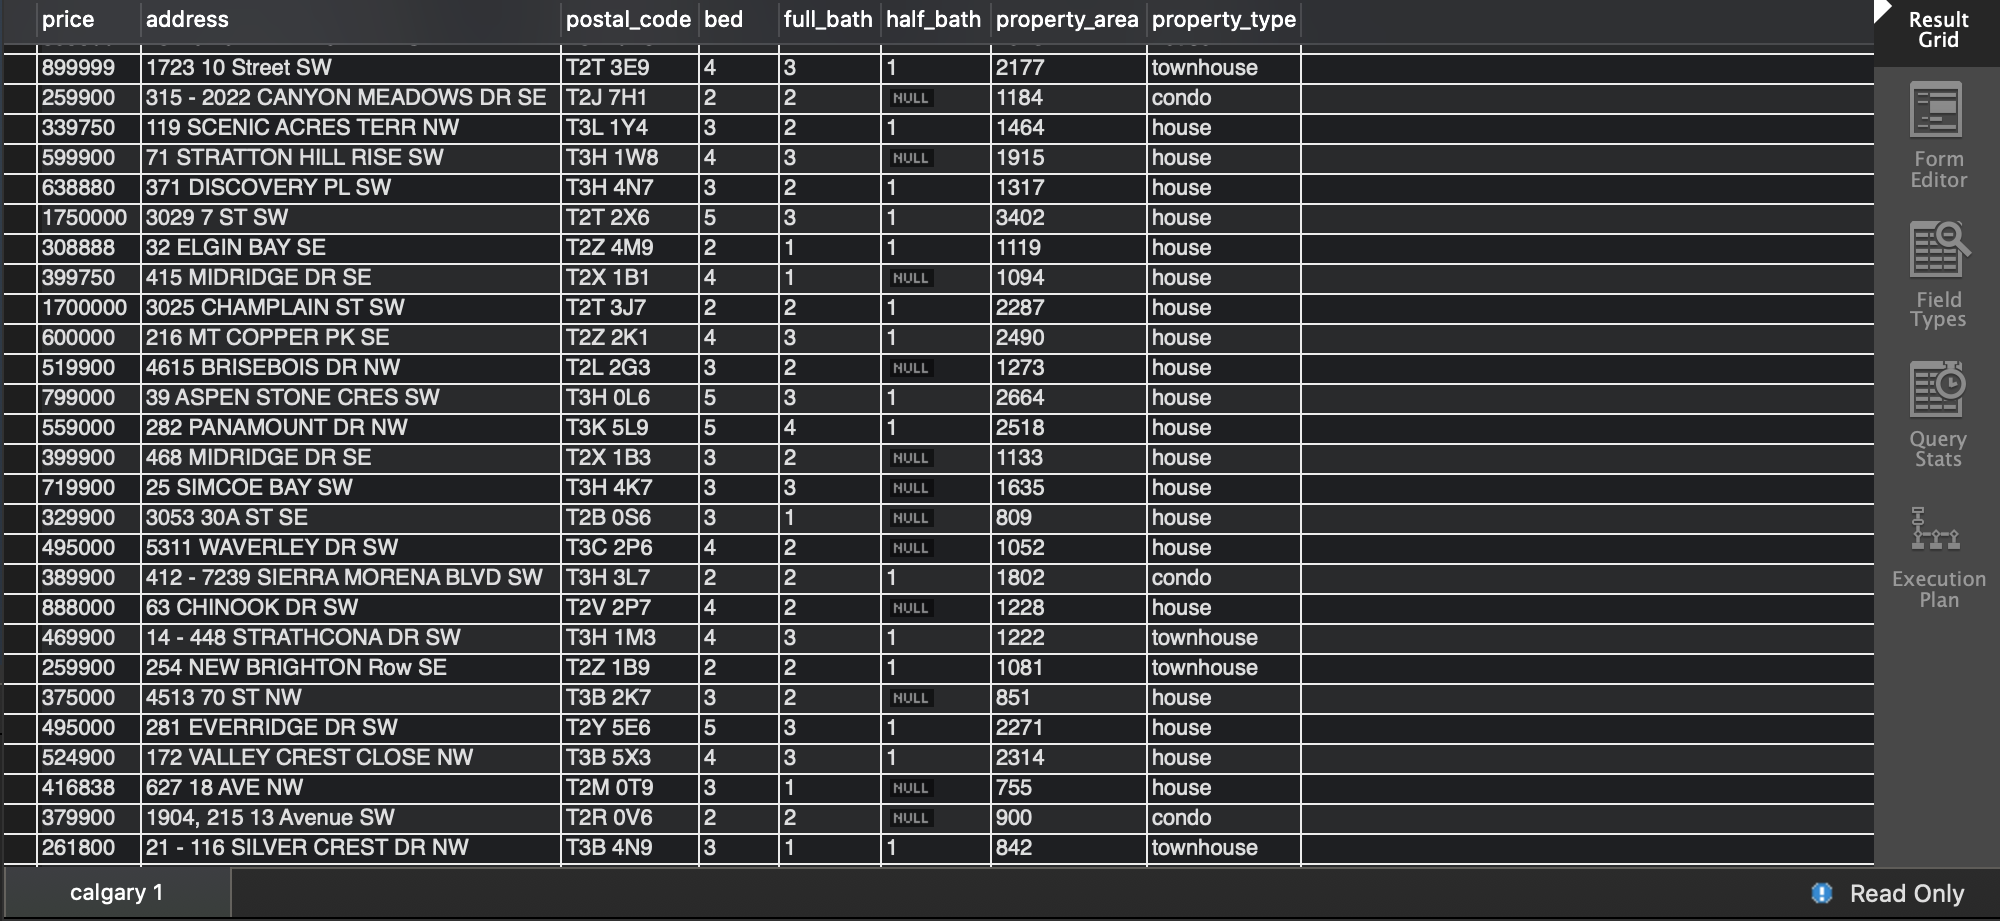 price address postal_code bed full_bath half_bath property_area property_type
899999 1723 10 Street SW T2T 3E9 4 3 1 2177 townhouse
259900 315 - 2022 CANYON MEADOWS DR SE T2J 7H1 2 2 NULL 1184 condo
339750 119 SCENIC ACRES TERR NW T3L 1Y4 3 2 1 1464 house
599900 71 STRATTON HILL RISE SW T3H 1W8 4 3 NULL 1915 house
638880 371 DISCOVERY PL SW T3H 4N7 3 2 1 1317 house
1750000 3029 7 ST SW T2T 2X6 5 3 1 3402 house
308888 32 ELGIN BAY SE T2Z 4M9 2 1 1 1119 house
399750 415 MIDRIDGE DR SE T2X 1B1 4 1 NULL 1094 house
1700000 3025 CHAMPLAIN ST SW T2T 3J7 2 2 1 2287 house
600000 216 MT COPPER PK SE T2Z 2K1 4 3 1 2490 house
519900 4615 BRISEBOIS DR NW T2L 2G3 3 2 NULL 1273 house
799000 39 ASPEN STONE CRES SW T3H 0L6 5 3 1 2664 house
559000 282 PANAMOUNT DR NW T3K 5L9 5 4 1 2518 house
399900 468 MIDRIDGE DR SE T2X 1B3 3 2 NULL 1133 house
719900 25 SIMCOE BAY SW T3H 4K7 3 3 NULL 1635 house
329900 3053 30A ST SE T2B 0S6 3 1 NULL 809 house
495000 5311 WAVERLEY DR SW T3C 2P6 4 2 NULL 1052 house
389900 412 - 7239 SIERRA MORENA BLVD SW T3H 3L7 2 2 1 1802 condo
888000 63 CHINOOK DR SW T2V 2P7 4 2 NULL 1228 house
469900 14 - 448 STRATHCONA DR SW T3H 1M3 4 3 1 1222 townhouse
259900 254 NEW BRIGHTON Row SE T2Z 1B9 2 2 1 1081 townhouse
375000 4513 70 ST NW T3B 2K7 3 2 NULL 851 house
495000 281 EVERRIDGE DR SW T2Y 5E6 5 3 1 2271 house
524900 172 VALLEY CREST CLOSE NW T3B 5X3 4 3 1 2314 house
416838 627 18 AVE NW T2M 0T9 3 1 NULL 755 house
379900 1904, 215 13 Avenue SW T2R 0V6 2 2 NULL 900 condo
261800 21 - 116 SILVER CREST DR NW T3B 4N9 3 1 1 842 townhouse
Result
Grid
Form
Editor
Field
Types
Query
Stats
Execution
Plan
calgary 1
Read Only